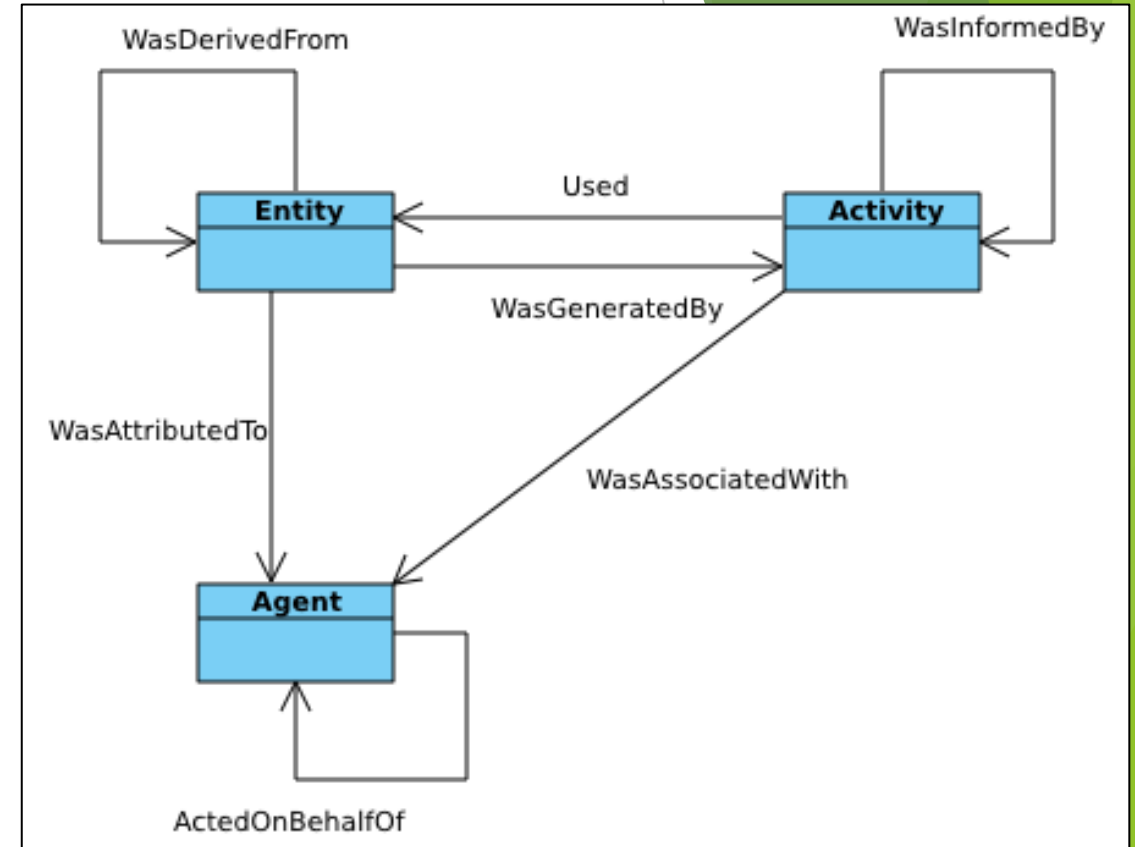 WasDerivedFrom
WasInformedBy
Used
Entity
Activity
WasGeneratedBy
WasAttributedTo
WasAssociatedWith
Agent
ActedOnBehalfOf